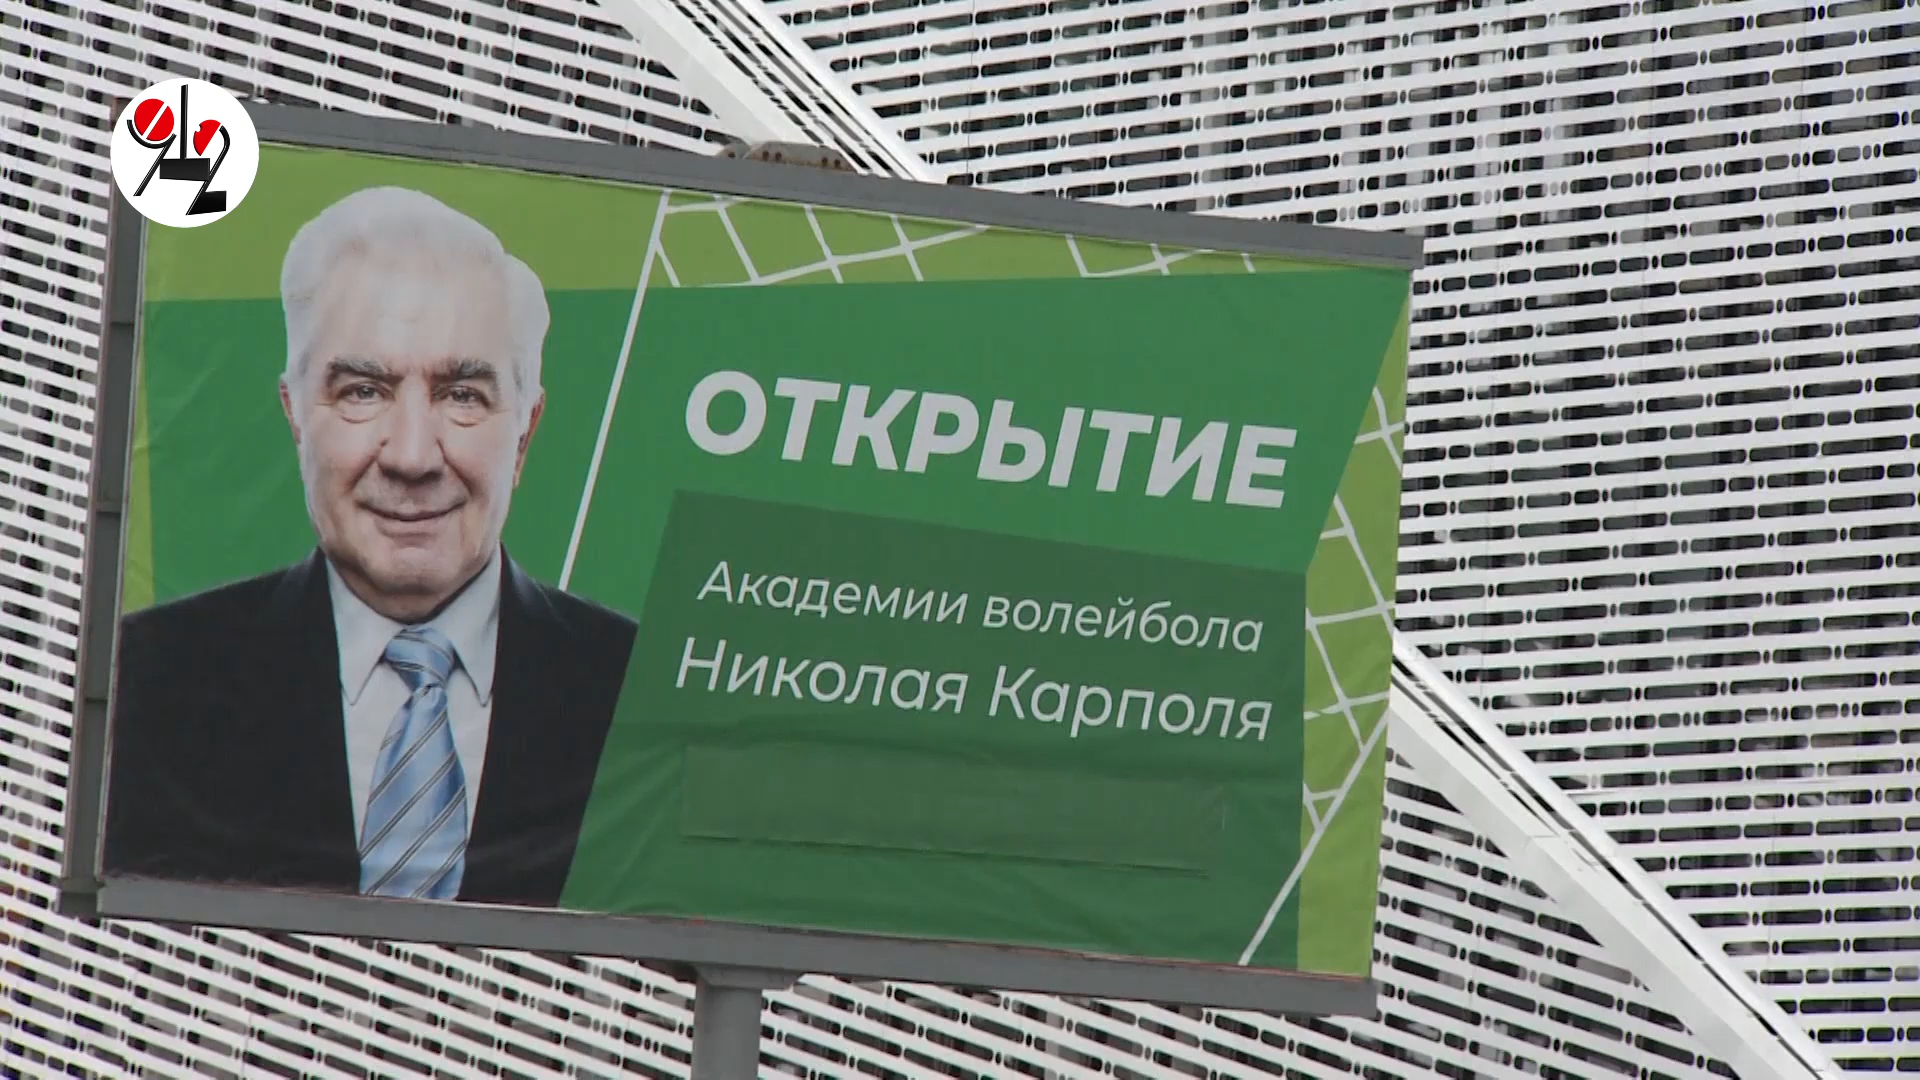 ОТКРЫТИЕ
Академии волейбола
Николая Карполя